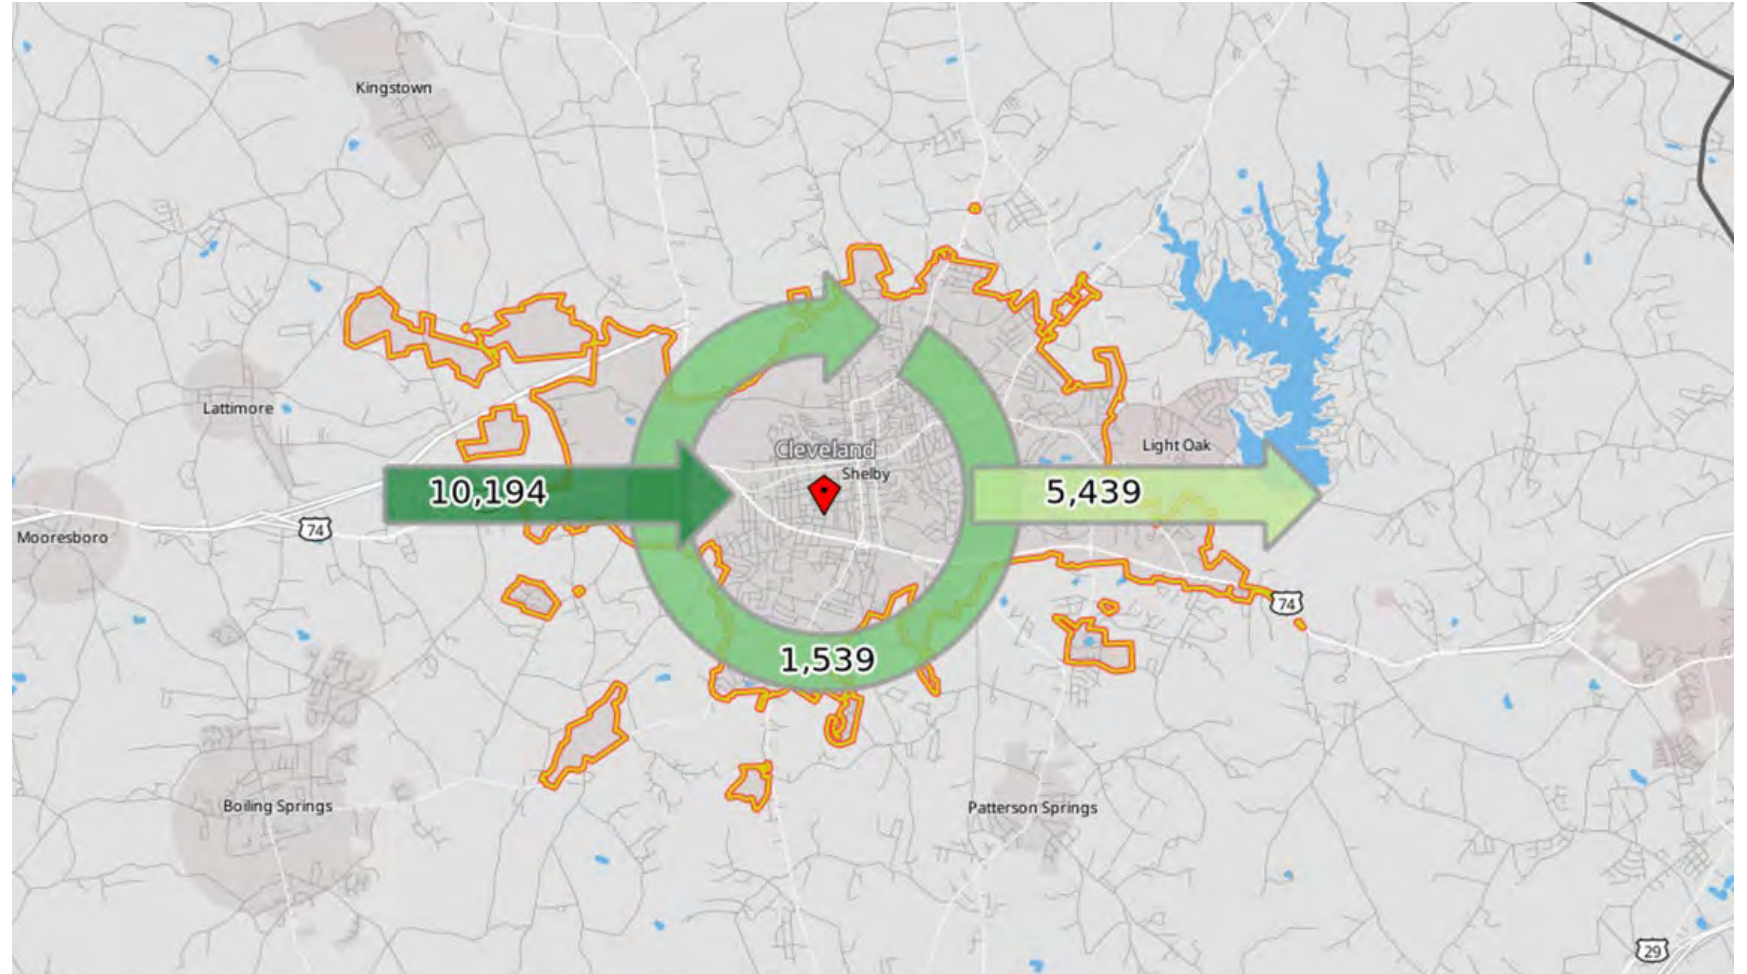 Kingstown
Lattimore
Cleveland
Shelby
Light Oak
10,194
5,439
74
Mooresboro
74
1,539
Boiling Springs
Patterson Springs
29